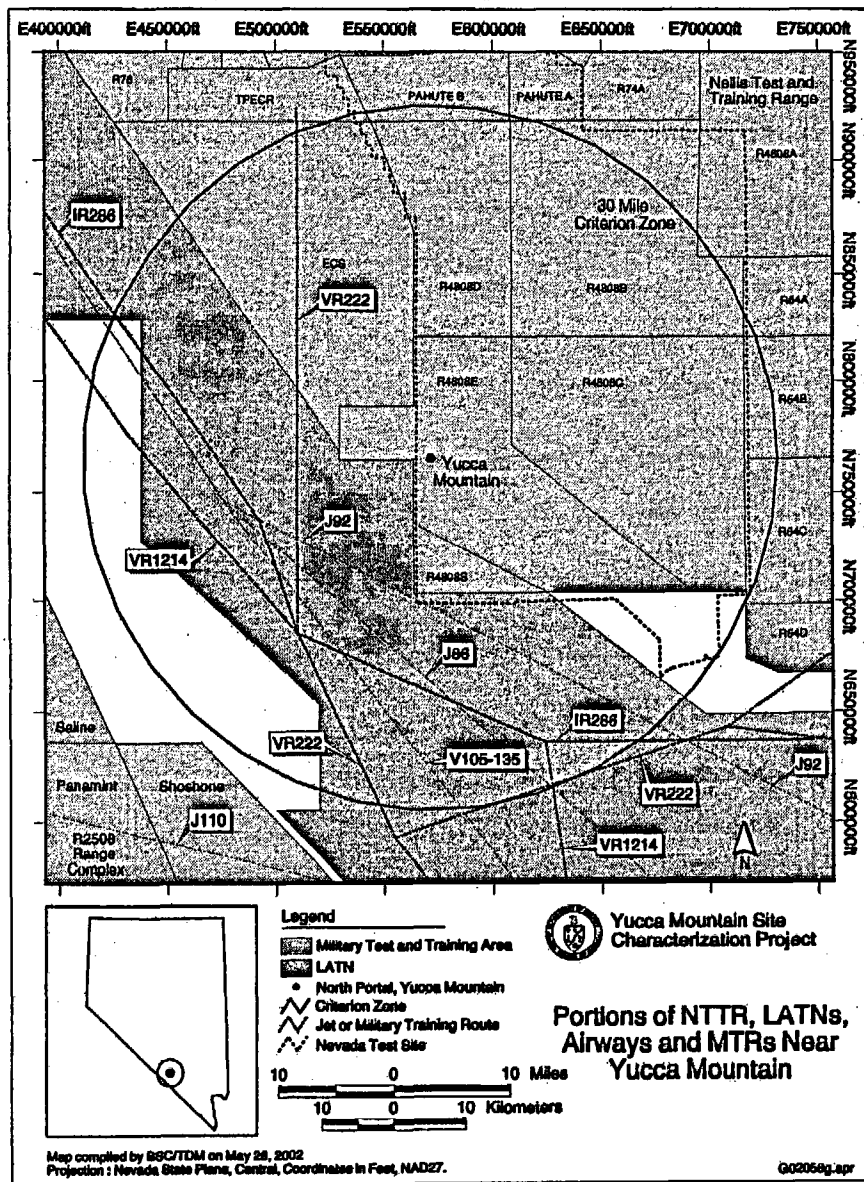 E400000ft E450000ft E500000ft E550000ft E600000ft E650000ft E700000ft E750000ft
N950000ft
N900000ft
N850000ft
N800000ft
N750000ft
N700000ft
N650000ft
N600000ft
R76
TPECR
PAHUTE B
PAHUTE A
R74A
Nellis Test and
Training Range
R4806A
IR286
30 Mile
Criterion Zone
ECS
VR222
R4808D
R4808B
R64A
R4808E
R4808C
R64B
Yucca
Mountain
J92
VR1214
R64C
R4808S
R64D
J86
IR286
Saline
VR222
V105-135
J92
Panamint
Shoshone
VR222
J110
R2508
Range
Complex
VR1214
N
Legend
Military Test and Training Area
LATN
North Portal, Yucca Mountain
Criterion Zone
Jet or Military Training Route
Nevada Test Site
10 0 10 Miles
10 0 10 Kilometers
Yucca Mountain Site
Characterization Project
Portions of NTTR, LATNs,
Airways and MTRs Near
Yucca Mountain
Map compiled by BSC/TDM on May 28, 2002
Projection : Nevada State Plane, Central, Coordinates in Feet, NAD27.
G02056g.apr